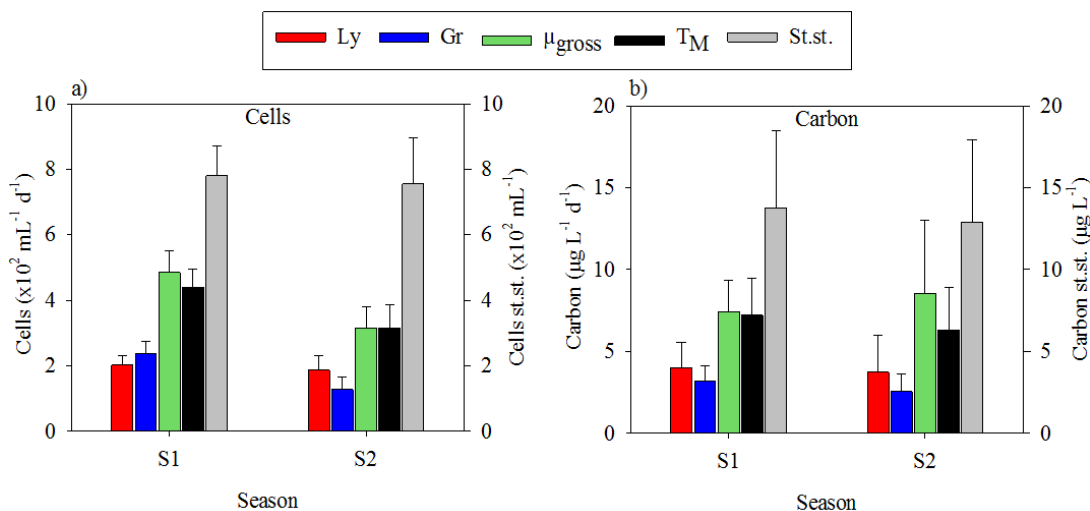 Ly Gr μgross TM St.st.
a)
Cells
10
8
6
4
2
0
Cells (x10² mL⁻¹ d⁻¹)
10
8
6
4
2
0
Cells st.st. (x10² mL⁻¹)
S1 S2
Season
b)
Carbon
20
15
10
5
0
Carbon (μg L⁻¹ d⁻¹)
20
15
10
5
0
Carbon st.st. (μg L⁻¹)
S1 S2
Season